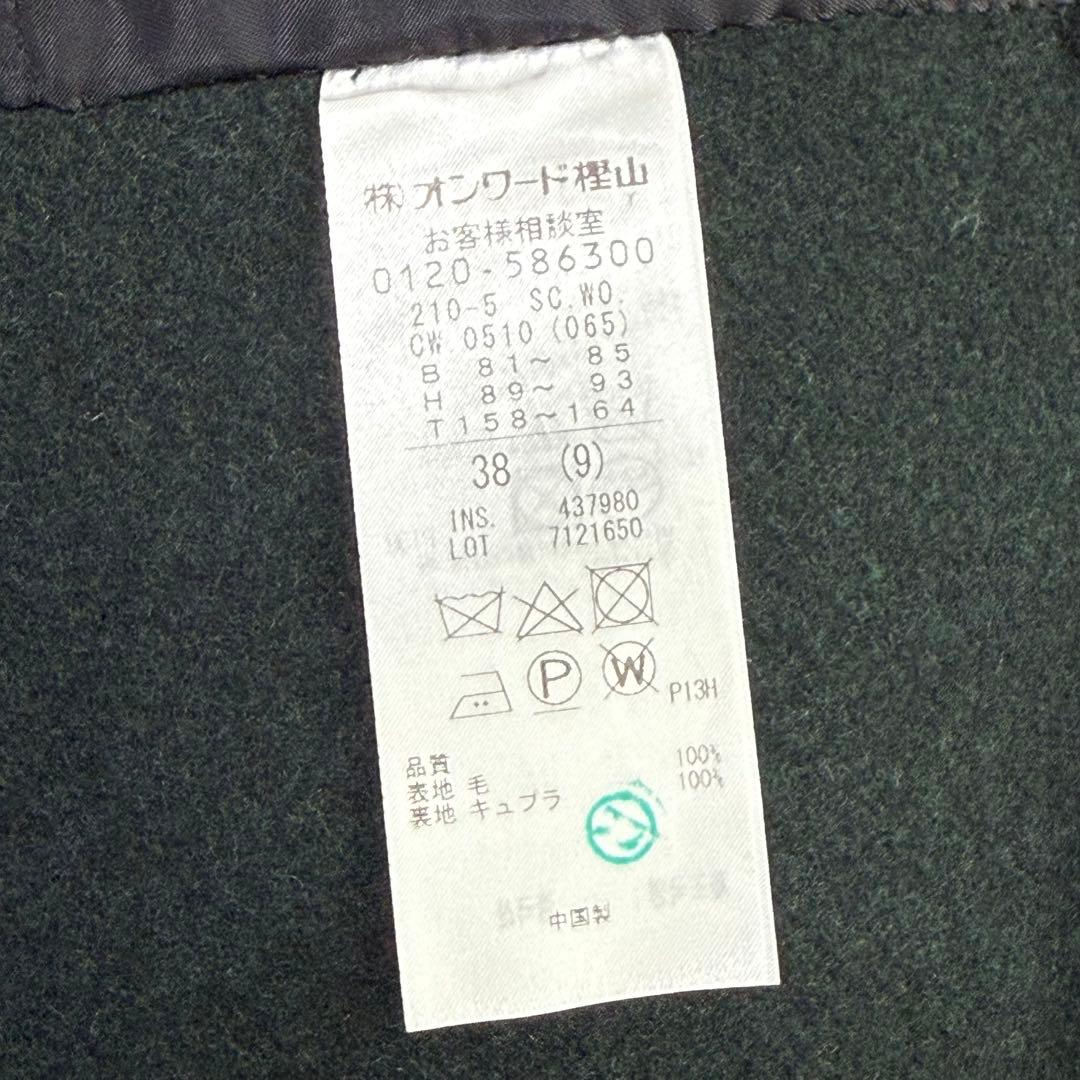 株)オンワード樫山
お客様相談室
0120-586300
210-5 SC.WO.
CW 0510 (065)
B 81~ 85
H 89~ 93
T 158~164
38 (9)
INS. 437980
LOT 7121650
P
W
P13H
品質
表地 毛 100%
裏地 キュプラ 100%
中国製